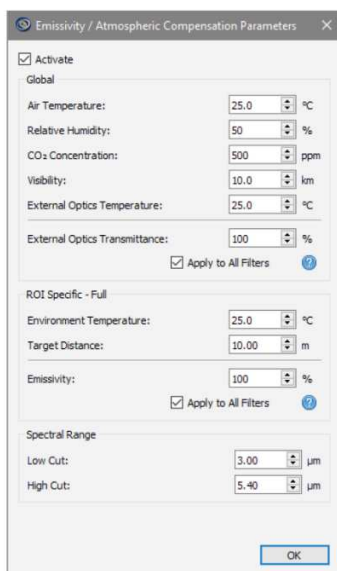 Emissivity / Atmospheric Compensation Parameters
Activate
Global
Air Temperature: 25.0 °C
Relative Humidity: 50 %
CO₂ Concentration: 500 ppm
Visibility: 10.0 km
External Optics Temperature: 25.0 °C
External Optics Transmittance: 100 %
Apply to All Filters ?
ROI Specific - Full
Environment Temperature: 25.0 °C
Target Distance: 10.00 m
Emissivity: 100 %
Apply to All Filters ?
Spectral Range
Low Cut: 3.00 µm
High Cut: 5.40 µm
OK